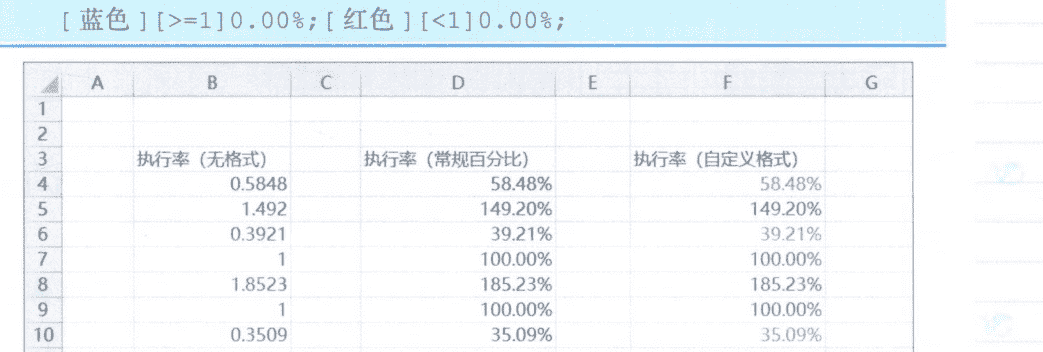 [蓝色][>=1]0.00%;[红色][<1]0.00%;
A B C D E F G
1
2
3 执行率（无格式） 执行率（常规百分比） 执行率（自定义格式）
4 0.5848 58.48% 58.48%
5 1.492 149.20% 149.20%
6 0.3921 39.21% 39.21%
7 1 100.00% 100.00%
8 1.8523 185.23% 185.23%
9 1 100.00% 100.00%
10 0.3509 35.09% 35.09%